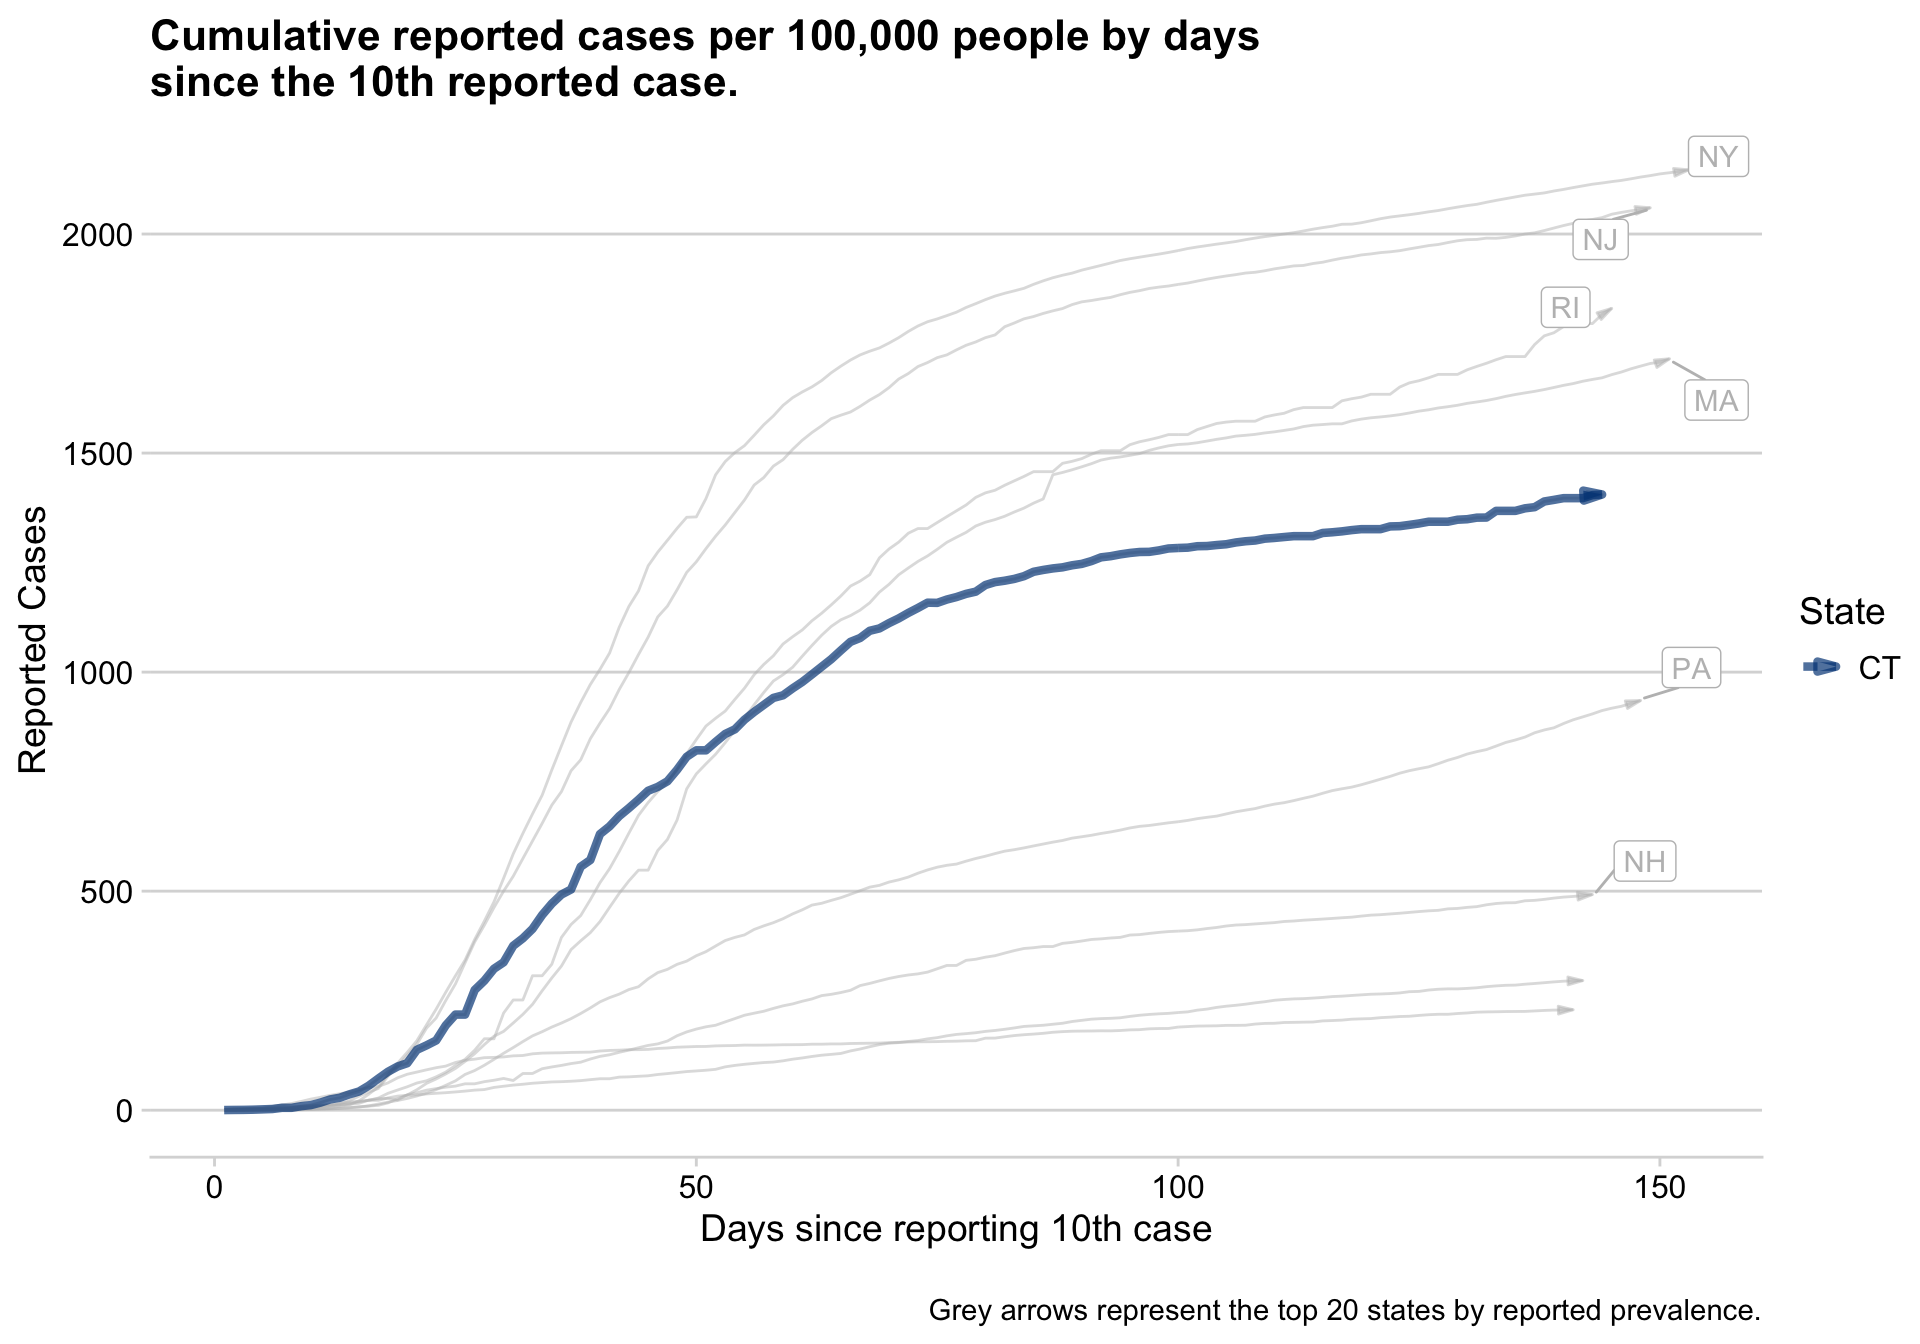 Cumulative reported cases per 100,000 people by days
since the 10th reported case.
NY
2000
NJ
RI
MA
1500
Reported Cases
State
CT
PA
1000
NH
500
0
0 50 100 150
Days since reporting 10th case
Grey arrows represent the top 20 states by reported prevalence.